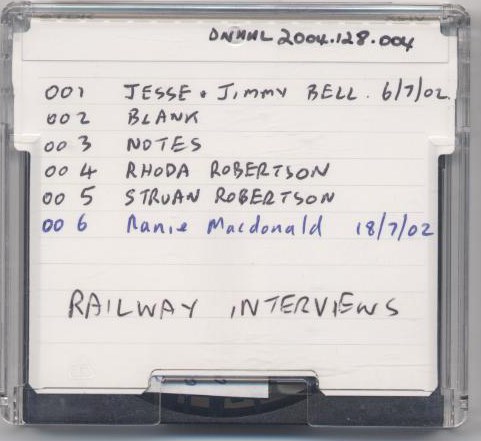 DNHHL 2004.128.004
001 JESSE & JIMMY BELL. 6/7/02.
002 BLANK
003 NOTES
004 RHODA ROBERTSON
005 STRUAN ROBERTSON
006 Ranie Macdonald 18/7/02
RAILWAY INTERVIEWS